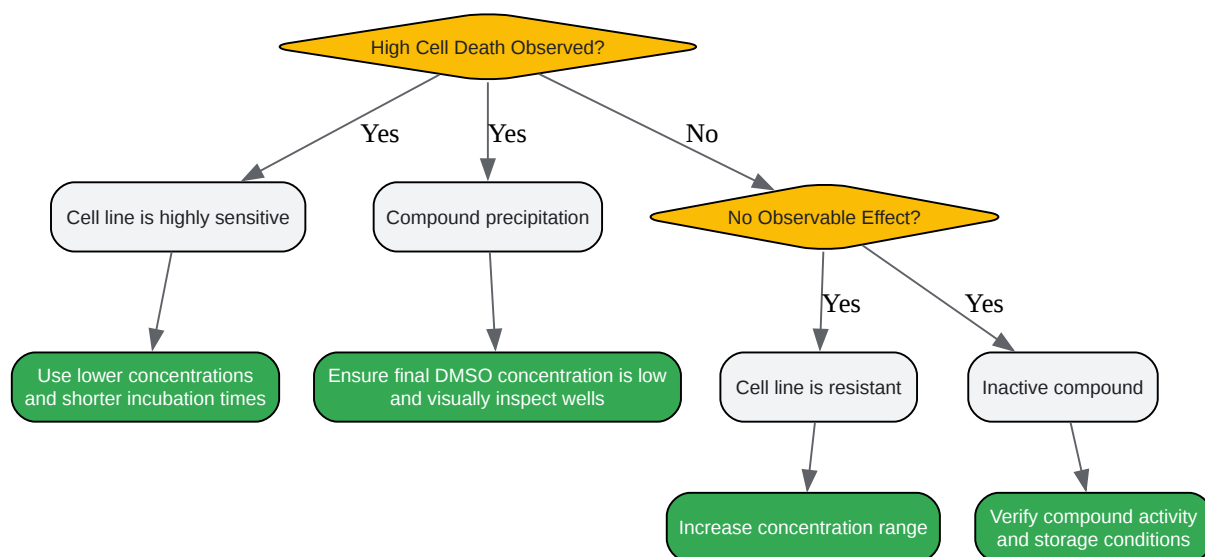 High Cell Death Observed?
Yes
Yes
No
Cell line is highly sensitive
Compound precipitation
No Observable Effect?
Yes
Yes
Use lower concentrations
and shorter incubation times
Ensure final DMSO concentration is low
and visually inspect wells
Cell line is resistant
Inactive compound
Increase concentration range
Verify compound activity
and storage conditions